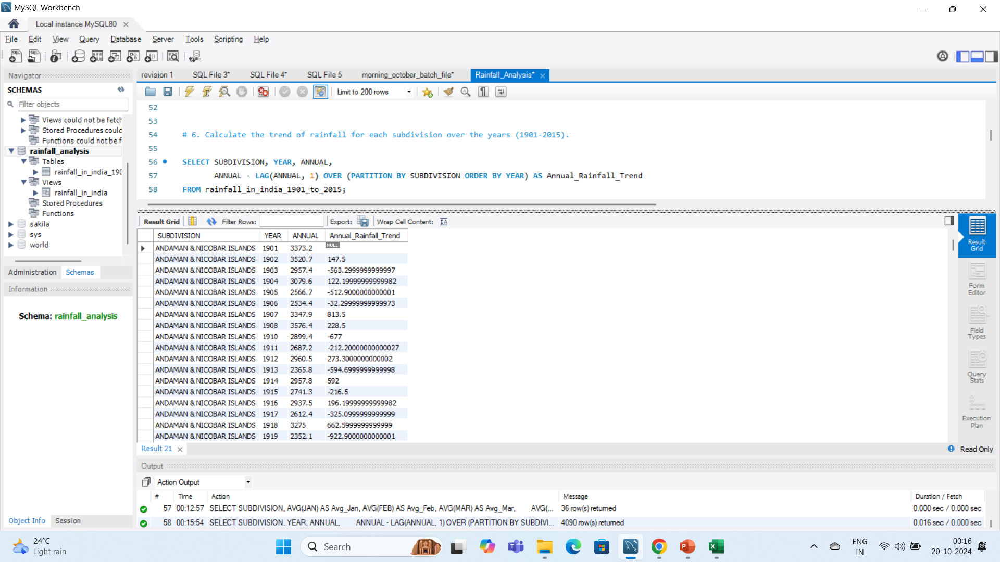 MySQL Workbench
Local instance MySQL80
File Edit View Query Database Server Tools Scripting Help
Navigator
SCHEMAS
Filter objects
Views could not be fetch
Stored Procedures could
Functions could not be f
rainfall_analysis
Tables
rainfall_in_india_190
Views
rainfall_in_india
Stored Procedures
Functions
sakila
sys
world
Administration Schemas
Information
Schema: rainfall_analysis
Object Info Session
revision 1 SQL File 3* SQL File 4* SQL File 5 morning_october_batch_file* Rainfall_Analysis*
Limit to 200 rows
52
53
54 # 6. Calculate the trend of rainfall for each subdivision over the years (1901-2015).
55
56 SELECT SUBDIVISION, YEAR, ANNUAL,
57 ANNUAL - LAG(ANNUAL, 1) OVER (PARTITION BY SUBDIVISION ORDER BY YEAR) AS Annual_Rainfall_Trend
58 FROM rainfall_in_india_1901_to_2015;
Result Grid Filter Rows: Export: Wrap Cell Content:
SUBDIVISION YEAR ANNUAL Annual_Rainfall_Trend
ANDAMAN & NICOBAR ISLANDS 1901 3373.2 NULL
ANDAMAN & NICOBAR ISLANDS 1902 3520.7 147.5
ANDAMAN & NICOBAR ISLANDS 1903 2957.4 -563.2999999999997
ANDAMAN & NICOBAR ISLANDS 1904 3079.6 122.19999999999982
ANDAMAN & NICOBAR ISLANDS 1905 2566.7 -512.9000000000001
ANDAMAN & NICOBAR ISLANDS 1906 2534.4 -32.29999999999973
ANDAMAN & NICOBAR ISLANDS 1907 3347.9 813.5
ANDAMAN & NICOBAR ISLANDS 1908 3576.4 228.5
ANDAMAN & NICOBAR ISLANDS 1910 2899.4 -677
ANDAMAN & NICOBAR ISLANDS 1911 2687.2 -212.20000000000027
ANDAMAN & NICOBAR ISLANDS 1912 2960.5 273.3000000000002
ANDAMAN & NICOBAR ISLANDS 1913 2365.8 -594.6999999999998
ANDAMAN & NICOBAR ISLANDS 1914 2957.8 592
ANDAMAN & NICOBAR ISLANDS 1915 2741.3 -216.5
ANDAMAN & NICOBAR ISLANDS 1916 2937.5 196.19999999999982
ANDAMAN & NICOBAR ISLANDS 1917 2612.4 -325.0999999999999
ANDAMAN & NICOBAR ISLANDS 1918 3275 662.5999999999999
ANDAMAN & NICOBAR ISLANDS 1919 2352.1 -922.9000000000001
Result
Grid
Form
Editor
Field
Types
Query
Stats
Execution
Plan
Result 21
Read Only
Output
Action Output
# Time Action Message Duration / Fetch
57 00:12:57 SELECT SUBDIVISION, AVG(JAN) AS Avg_Jan, AVG(FEB) AS Avg_Feb, AVG(MAR) AS Avg_Mar, AVG(... 36 row(s) returned 0.000 sec / 0.000 sec
58 00:15:54 SELECT SUBDIVISION, YEAR, ANNUAL, ANNUAL - LAG(ANNUAL, 1) OVER (PARTITION BY SUBDIVI... 4090 row(s) returned 0.016 sec / 0.000 sec
24°C
Light rain
Search
ENG
IN
00:16
20-10-2024